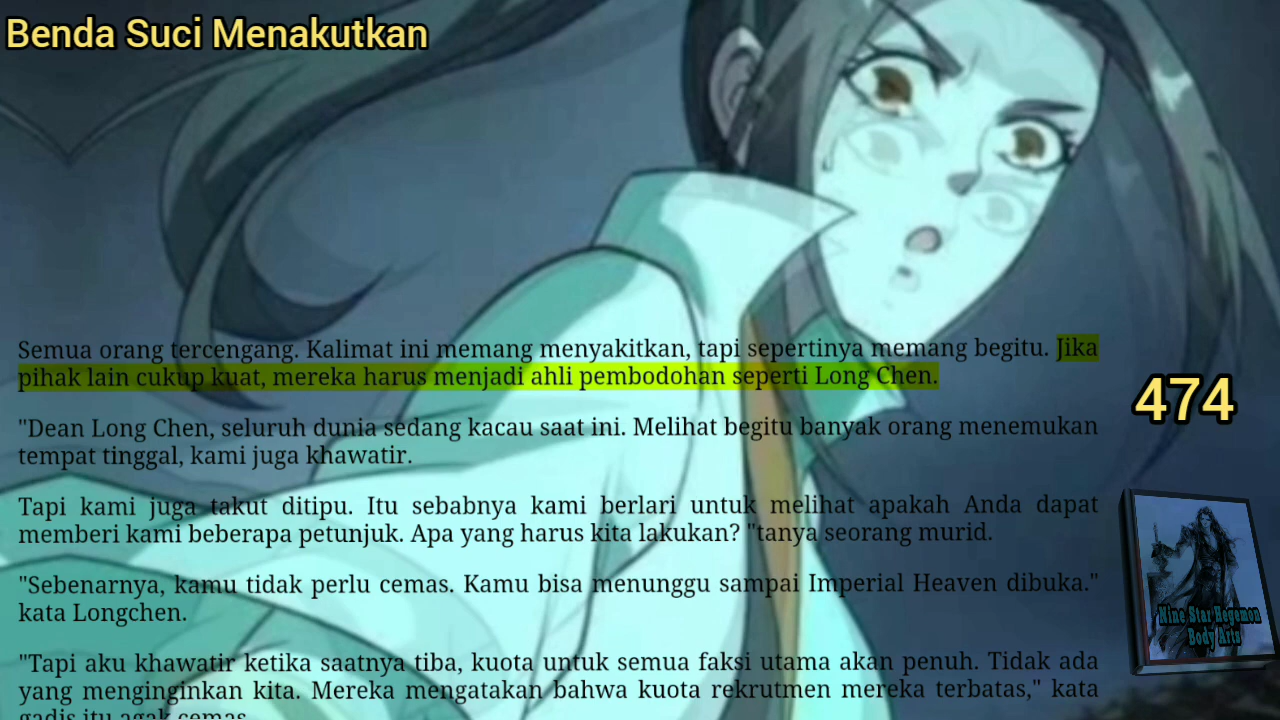 Benda Suci Menakutkan
Semua orang tercengang. Kalimat ini memang menyakitkan, tapi sepertinya memang begitu. Jika
pihak lain cukup kuat, mereka harus menjadi ahli pembodohan seperti Long Chen.
"Dean Long Chen, seluruh dunia sedang kacau saat ini. Melihat begitu banyak orang menemukan
tempat tinggal, kami juga khawatir.
Tapi kami juga takut ditipu. Itu sebabnya kami berlari untuk melihat apakah Anda dapat
memberi kami beberapa petunjuk. Apa yang harus kita lakukan? "tanya seorang murid.
"Sebenarnya, kamu tidak perlu cemas. Kamu bisa menunggu sampai Imperial Heaven dibuka."
kata Longchen.
"Tapi aku khawatir ketika saatnya tiba, kuota untuk semua faksi utama akan penuh. Tidak ada
yang menginginkan kita. Mereka mengatakan bahwa kuota rekrutmen mereka terbatas," kata
gadis itu agak cemas.
474
Nine Star Hegemon
Body Arts